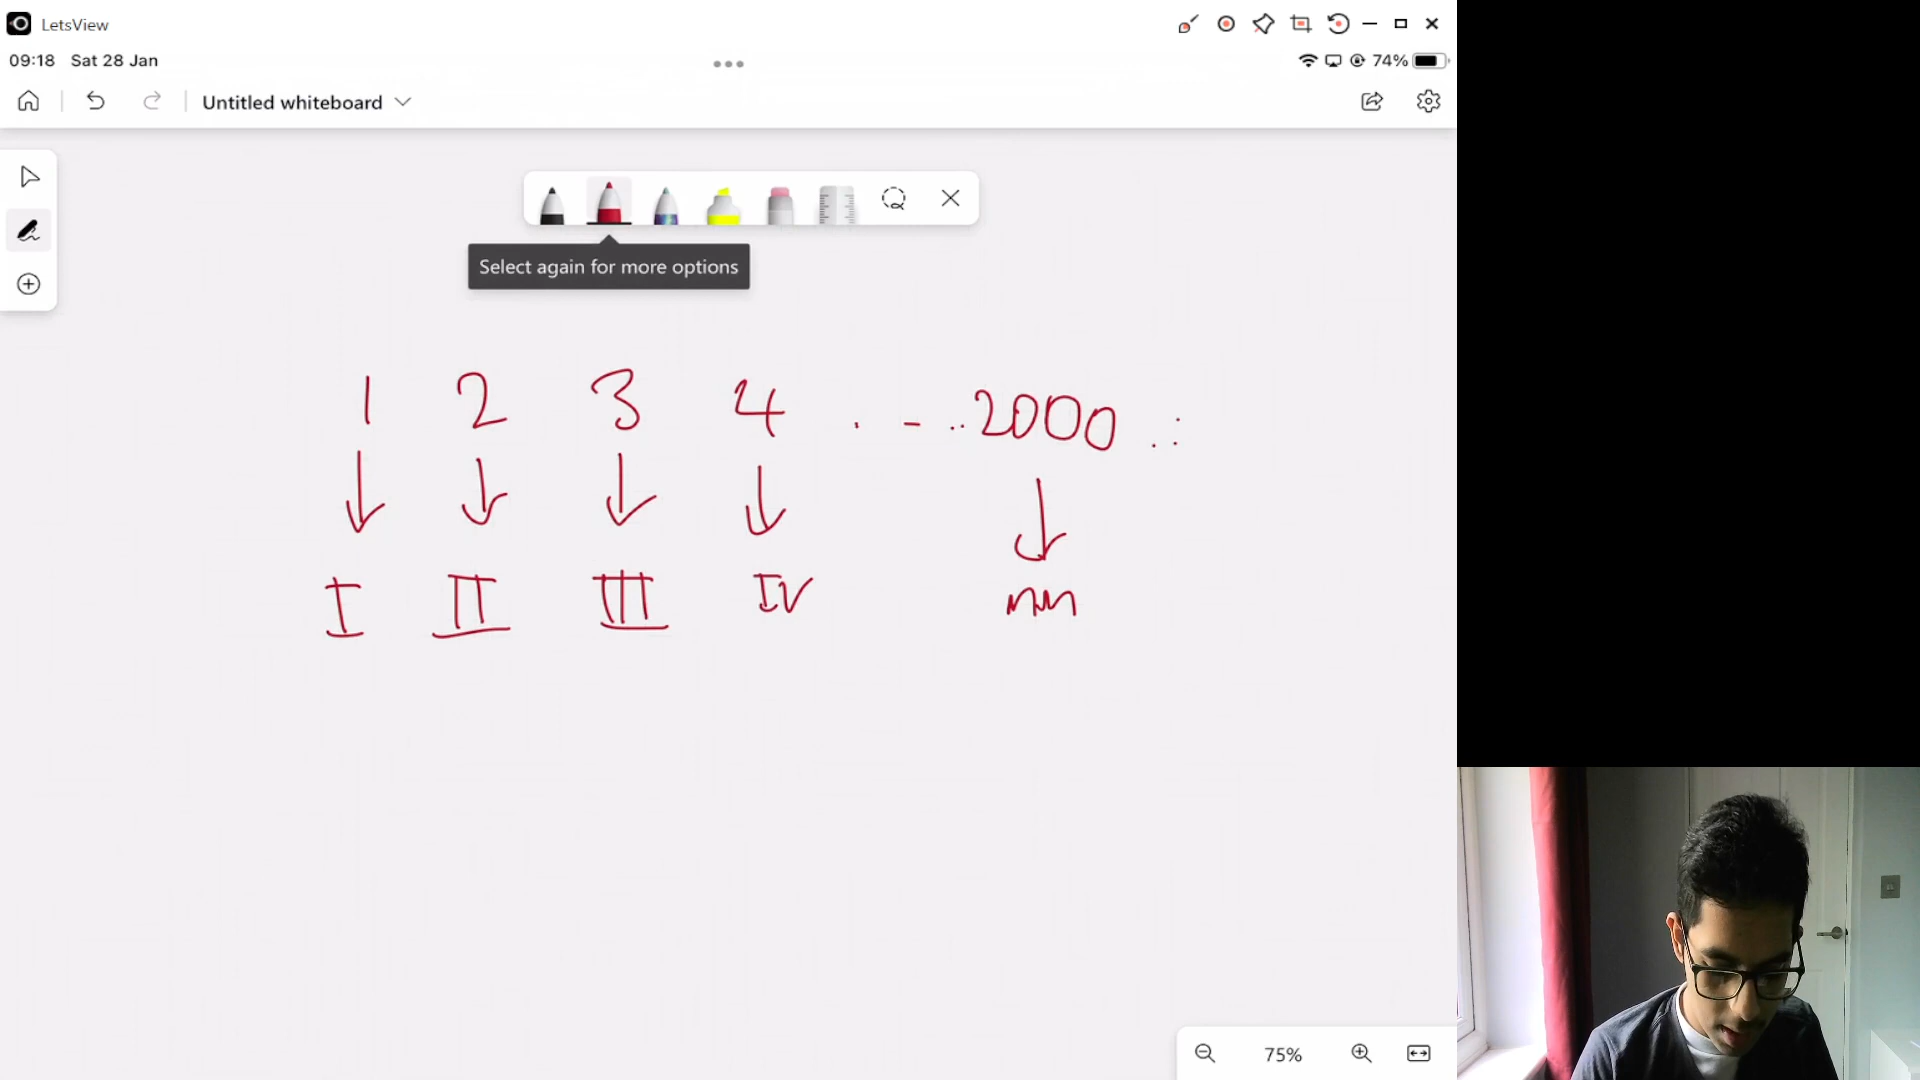 LetsView
09:18 Sat 28 Jan
74%
Untitled whiteboard
Select again for more options
1 2 3 4 . - .. 2000 . :
I II III IV MM
75%